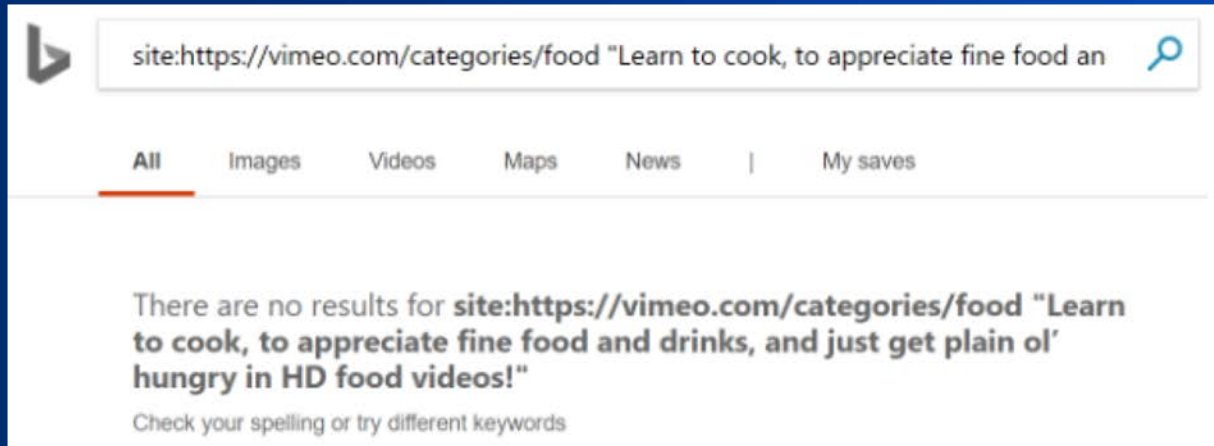 site:https://vimeo.com/categories/food "Learn to cook, to appreciate fine food an
All Images Videos Maps News | My saves
There are no results for site:https://vimeo.com/categories/food "Learn
to cook, to appreciate fine food and drinks, and just get plain ol’
hungry in HD food videos!"
Check your spelling or try different keywords